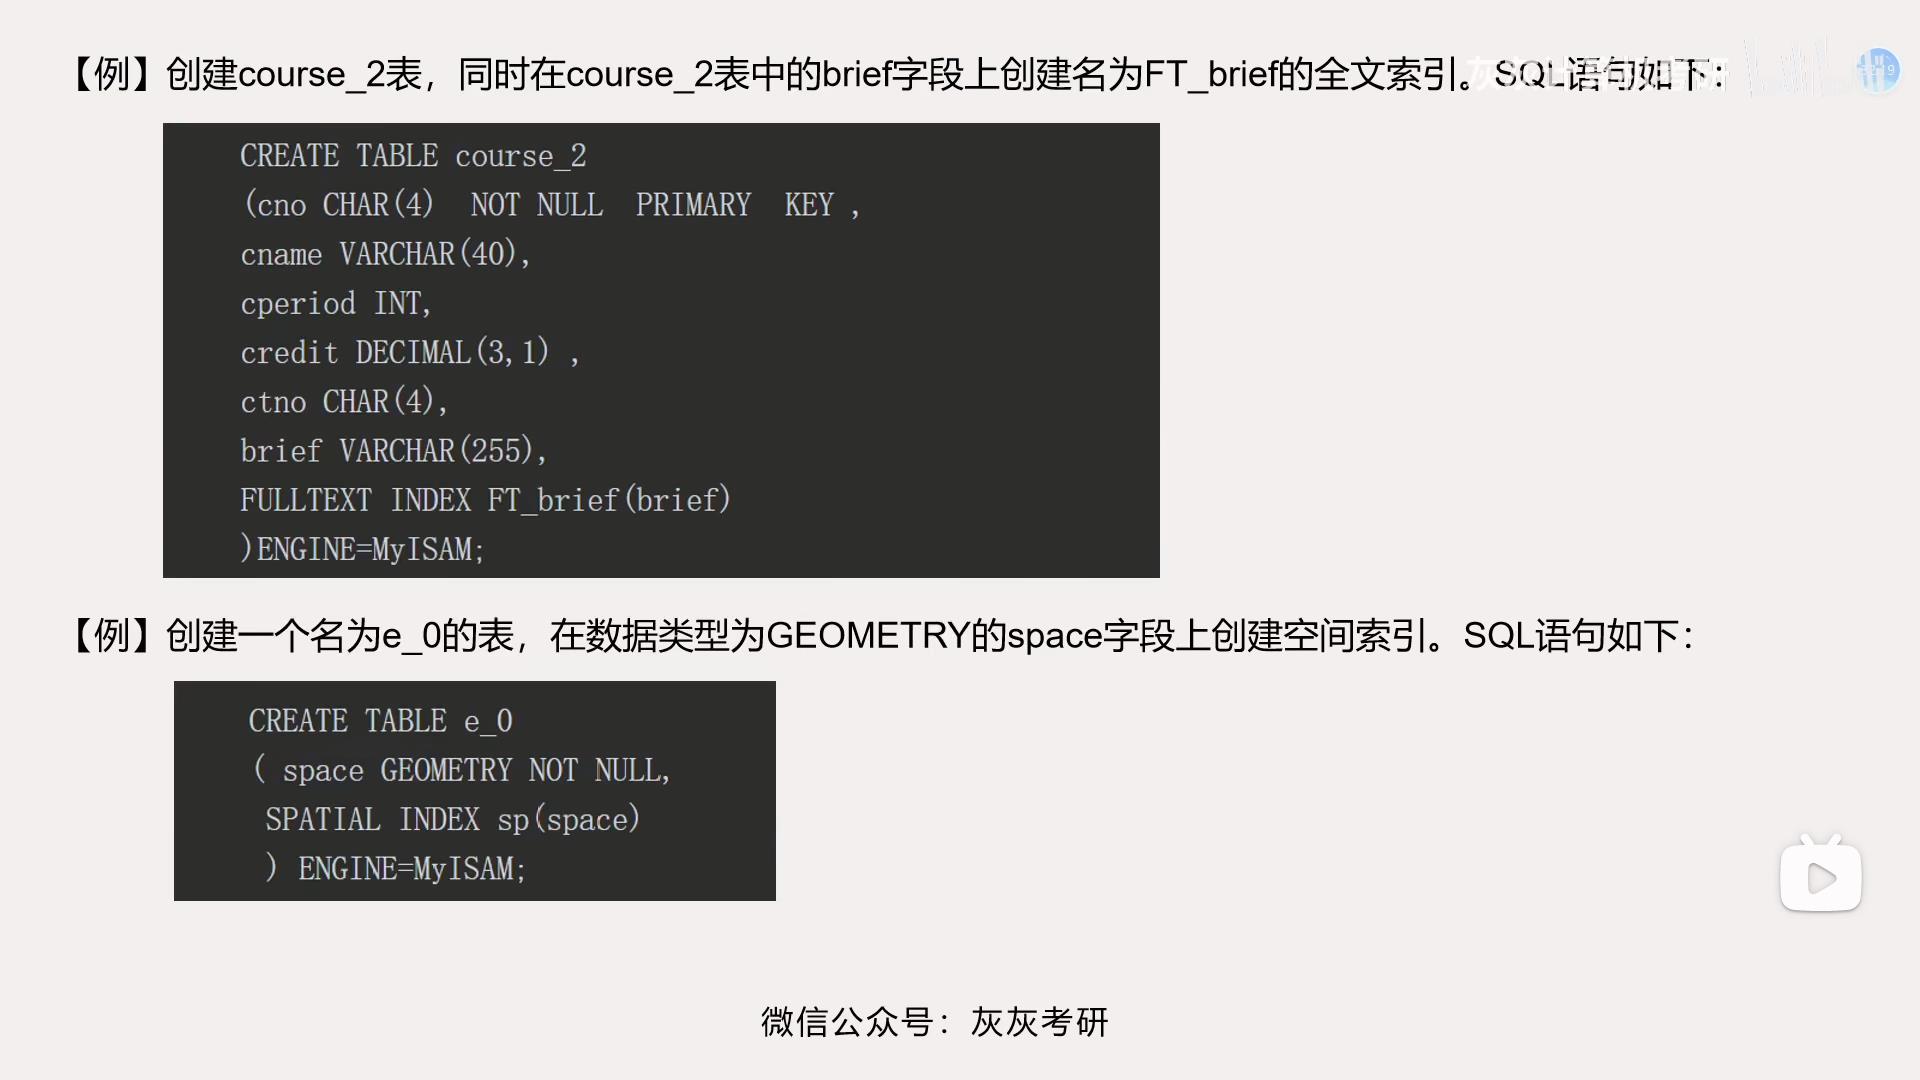 【例】创建course_2表，同时在course_2表中的brief字段上创建名为FT_brief的全文索引。SQL语句如下：
CREATE TABLE course_2
(cno CHAR(4)  NOT NULL  PRIMARY  KEY ,
cname VARCHAR(40),
cperiod INT,
credit DECIMAL(3,1) ,
ctno CHAR(4),
brief VARCHAR(255),
FULLTEXT INDEX FT_brief(brief)
)ENGINE=MyISAM;
【例】创建一个名为e_0的表，在数据类型为GEOMETRY的space字段上创建空间索引。SQL语句如下：
CREATE TABLE e_0
( space GEOMETRY NOT NULL,
SPATIAL INDEX sp(space)
) ENGINE=MyISAM;
微信公众号：灰灰考研